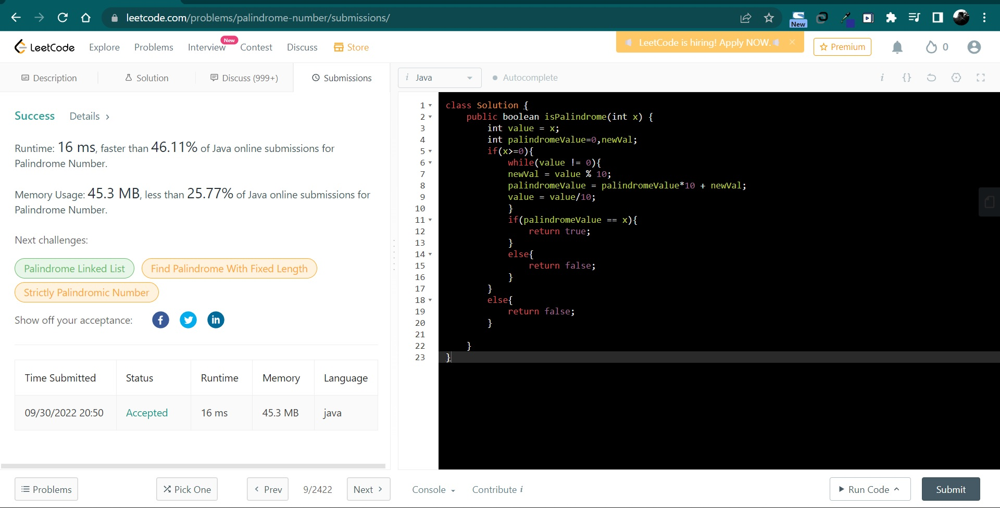 leetcode.com/problems/palindrome-number/submissions/
New
LeetCode
Explore
Problems
Interview
New
Contest
Discuss
Store
LeetCode is hiring! Apply NOW.
Premium
0
Description
Solution
Discuss (999+)
Submissions
i Java
Autocomplete
i
{}
Success
Details
Runtime: 16 ms, faster than 46.11% of Java online submissions for
Palindrome Number.
Memory Usage: 45.3 MB, less than 25.77% of Java online submissions for
Palindrome Number.
Next challenges:
Palindrome Linked List
Find Palindrome With Fixed Length
Strictly Palindromic Number
Show off your acceptance:
f
in
Time Submitted Status Runtime Memory Language
09/30/2022 20:50 Accepted 16 ms 45.3 MB java
1 class Solution {
2 public boolean isPalindrome(int x) {
3 int value = x;
4 int palindromeValue=0,newVal;
5 if(x>=0){
6 while(value != 0){
7 newVal = value % 10;
8 palindromeValue = palindromeValue*10 + newVal;
9 value = value/10;
10 }
11 if(palindromeValue == x){
12 return true;
13 }
14 else{
15 return false;
16 }
17 }
18 else{
19 return false;
20 }
21
22 }
23 }
Problems
Pick One
Prev
9/2422
Next
Console
Contribute i
Run Code
Submit